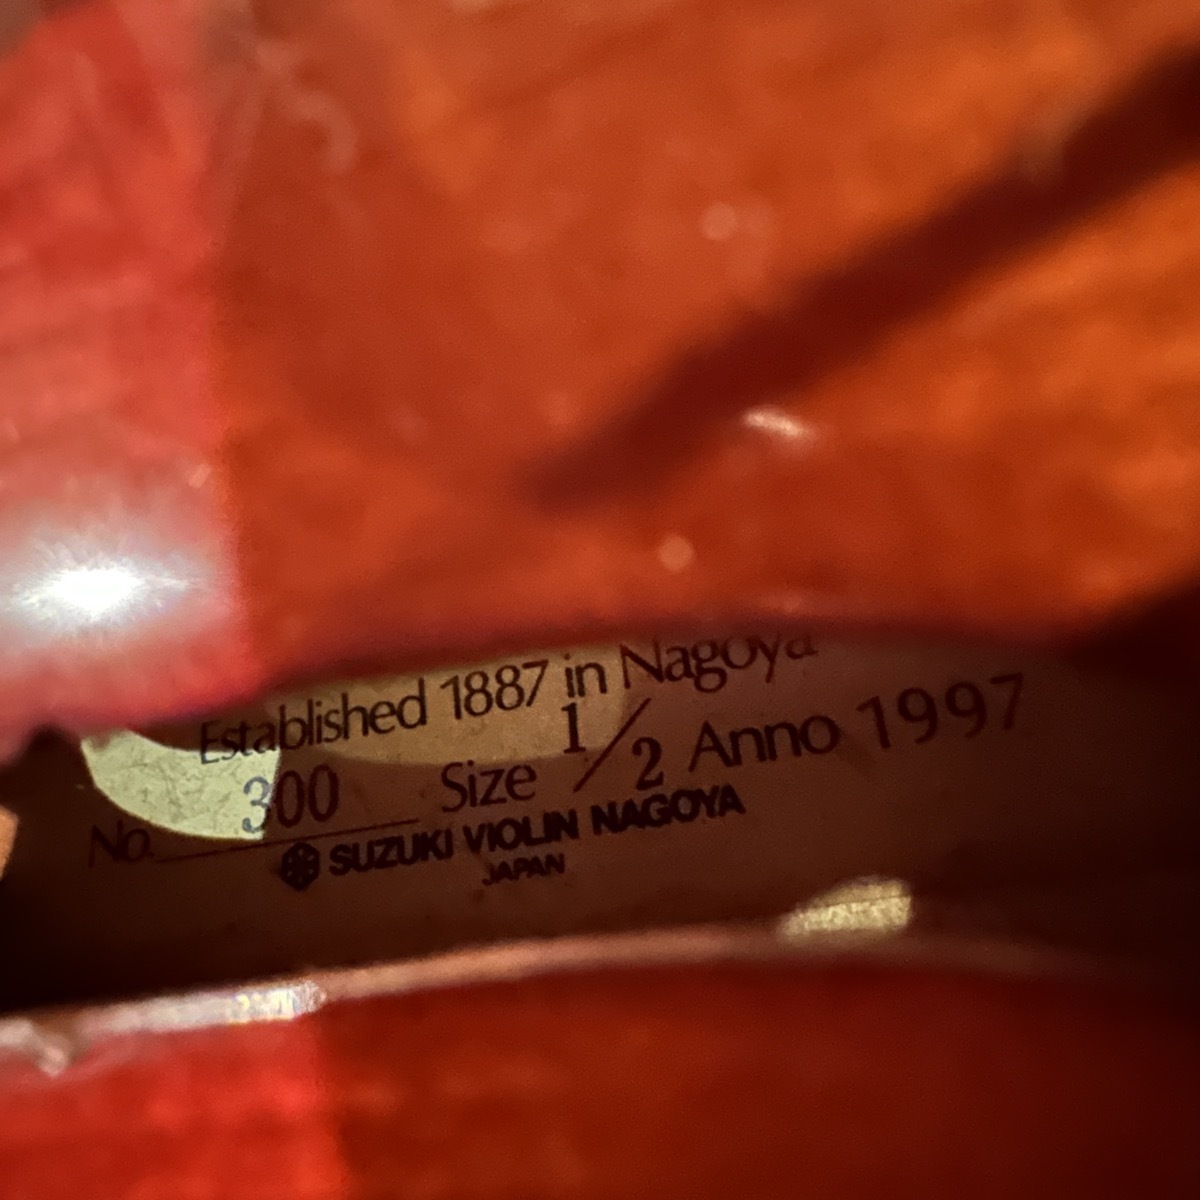 Established 1887 in Nagoya
No. 300 Size 1/2 Anno 1997
SUZUKI VIOLIN NAGOYA
JAPAN